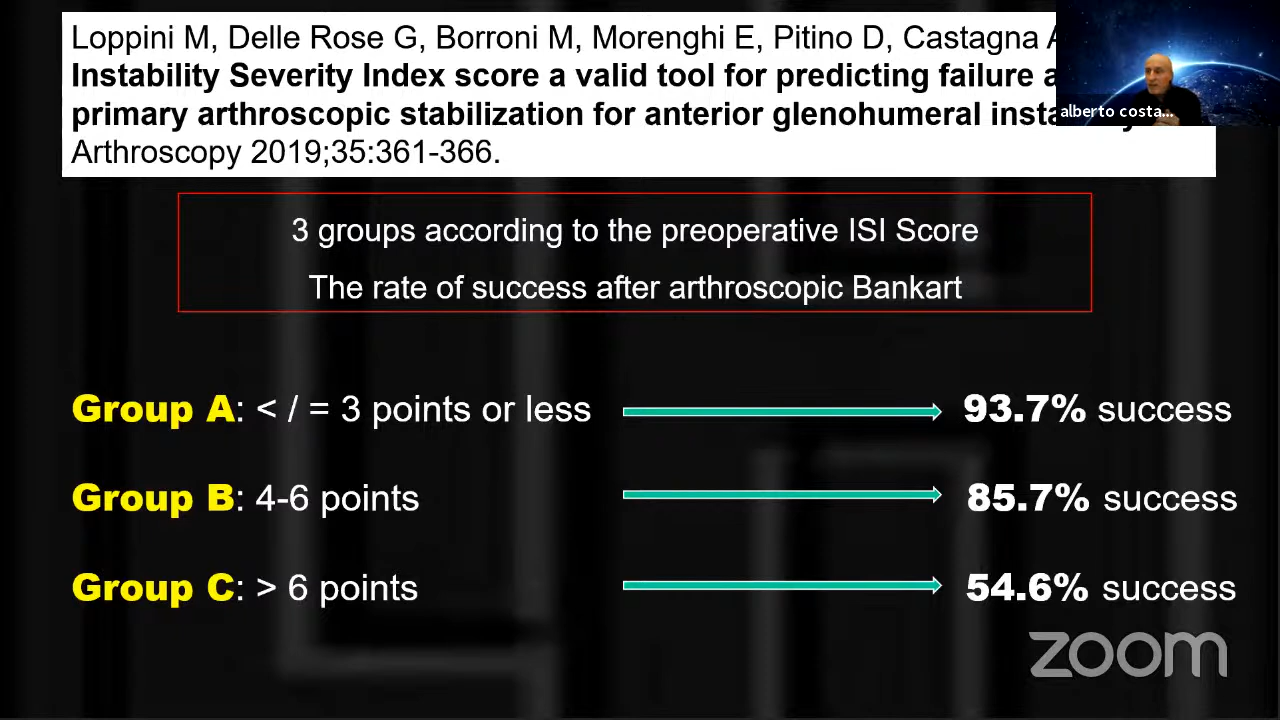 Loppini M, Delle Rose G, Borroni M, Morenghi E, Pitino D, Castagna
Instability Severity Index score a valid tool for predicting failure
primary arthroscopic stabilization for anterior glenohumeral
Arthroscopy 2019;35:361-366.
alberto costa...
3 groups according to the preoperative ISI Score
The rate of success after arthroscopic Bankart
Group A: < / = 3 points or less 93.7% success
Group B: 4-6 points 85.7% success
Group C: > 6 points 54.6% success
zoom